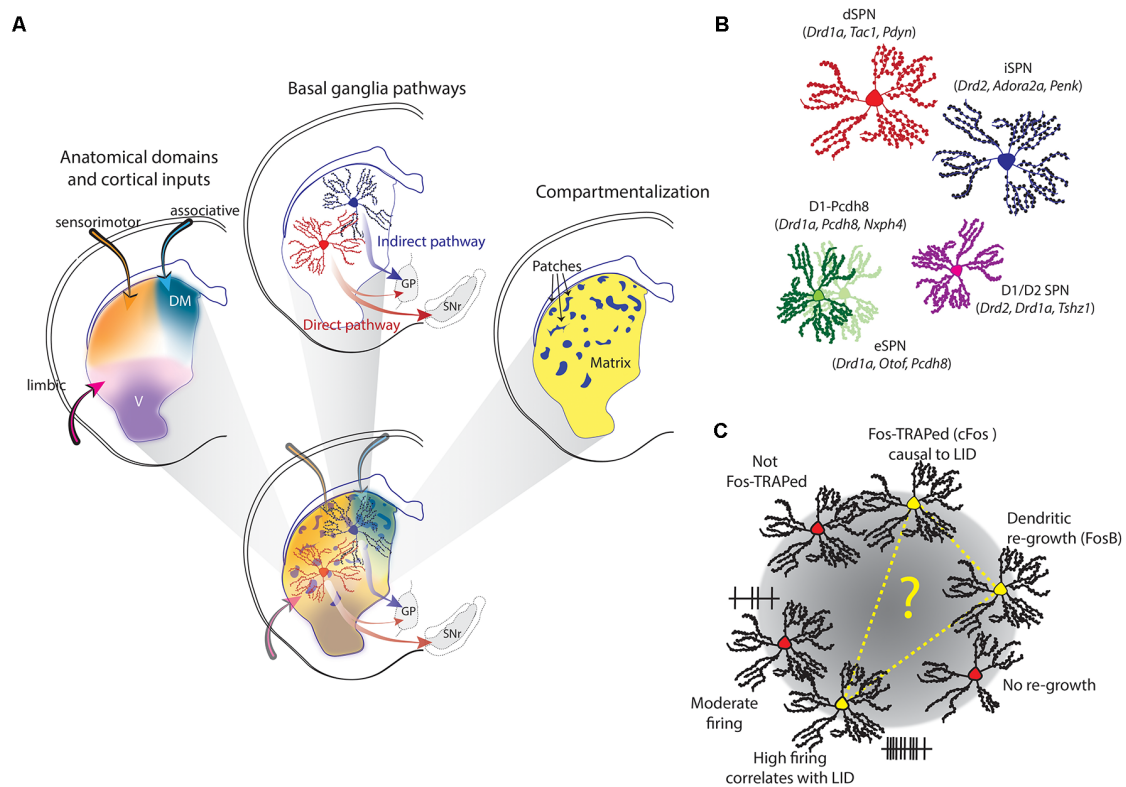 A
Anatomical domains
and cortical inputs
sensorimotor
associative
DM
limbic
V
Basal ganglia pathways
Indirect pathway
GP
SNr
Direct pathway
Compartmentalization
Patches
Matrix
GP
SNr
B
dSPN
(Drd1a, Tac1, Pdyn)
iSPN
(Drd2, Adora2a, Penk)
D1-Pcdh8
(Drd1a, Pcdh8, Nxph4)
D1/D2 SPN
(Drd2, Drd1a, Tshz1)
eSPN
(Drd1a, Otof, Pcdh8)
C
Fos-TRAPed (cFos )
causal to LID
Not
Fos-TRAPed
Dendritic
re-growth (FosB)
?
No re-growth
Moderate
firing
High firing
correlates with LID